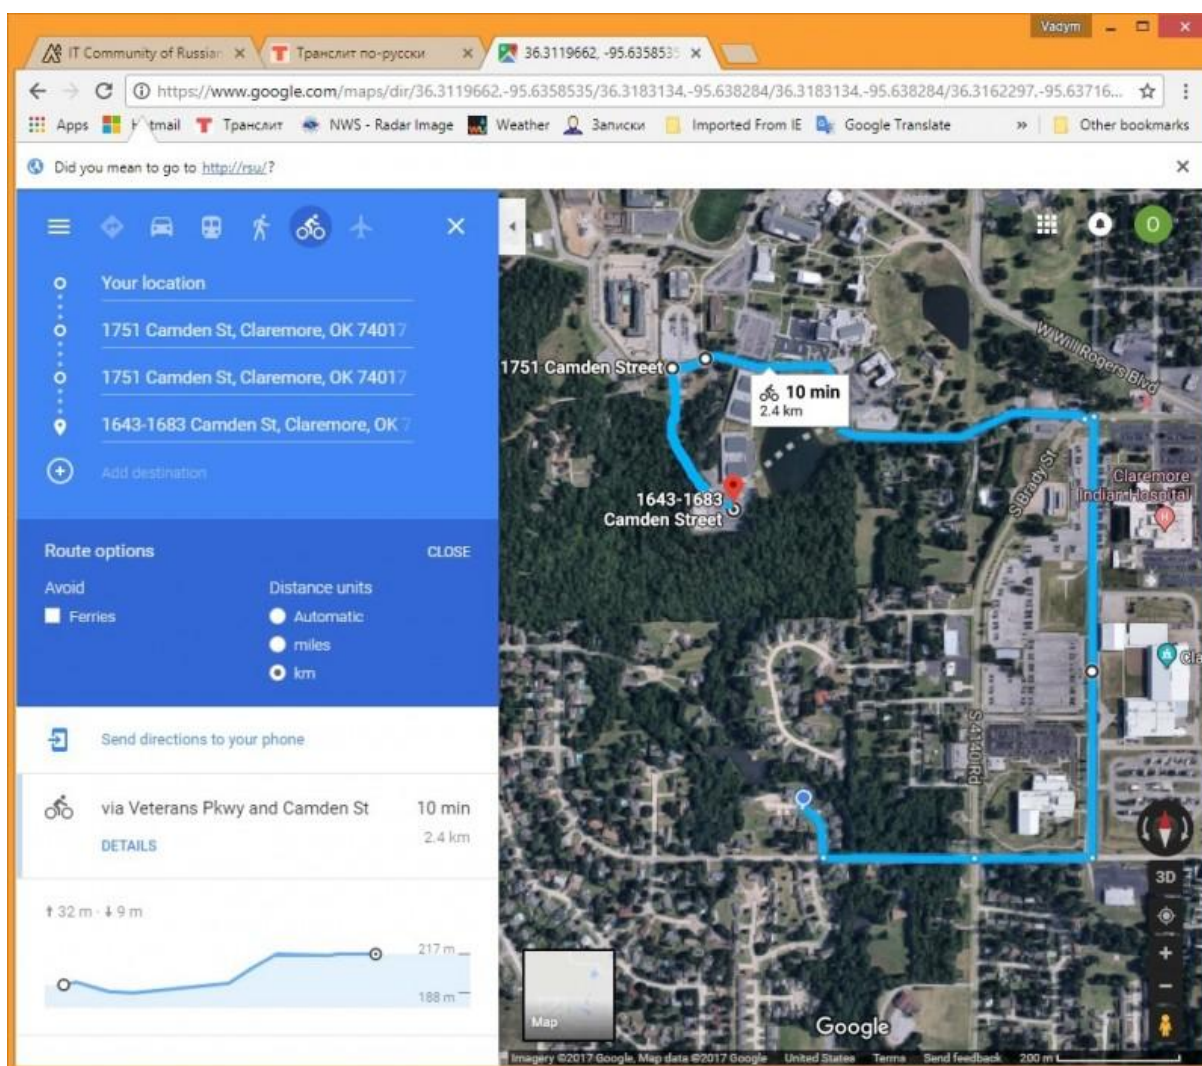 Vadym
IT Community of Russian
Транслит по-русски
36.3119662, -95.6358535
https://www.google.com/maps/dir/36.3119662,-95.6358535/36.3183134,-95.638284/36.3183134,-95.638284/36.3162297,-95.63716...
Apps
Транслит
NWS - Radar Image
Weather
Записки
Imported From IE
Google Translate
»
Other bookmarks
Did you mean to go to http://rsu/?
Your location
1751 Camden St, Claremore, OK 74017
1751 Camden St, Claremore, OK 74017
1643-1683 Camden St, Claremore, OK 7
Add destination
Route options
CLOSE
Avoid
Distance units
Ferries
Automatic
miles
km
Send directions to your phone
via Veterans Pkwy and Camden St
10 min
DETAILS
2.4 km
32 m · 9 m
217 m
188 m
O
W Will Rogers Blvd
1751 Camden Street
10 min
2.4 km
S Brady St
Claremore
Indian Hospital
H
1643-1683
Camden Street
Cla
S 4140 Rd
3D
Map
Google
Imagery ©2017 Google, Map data ©2017 Google
United States
Terms
Send feedback
200 m